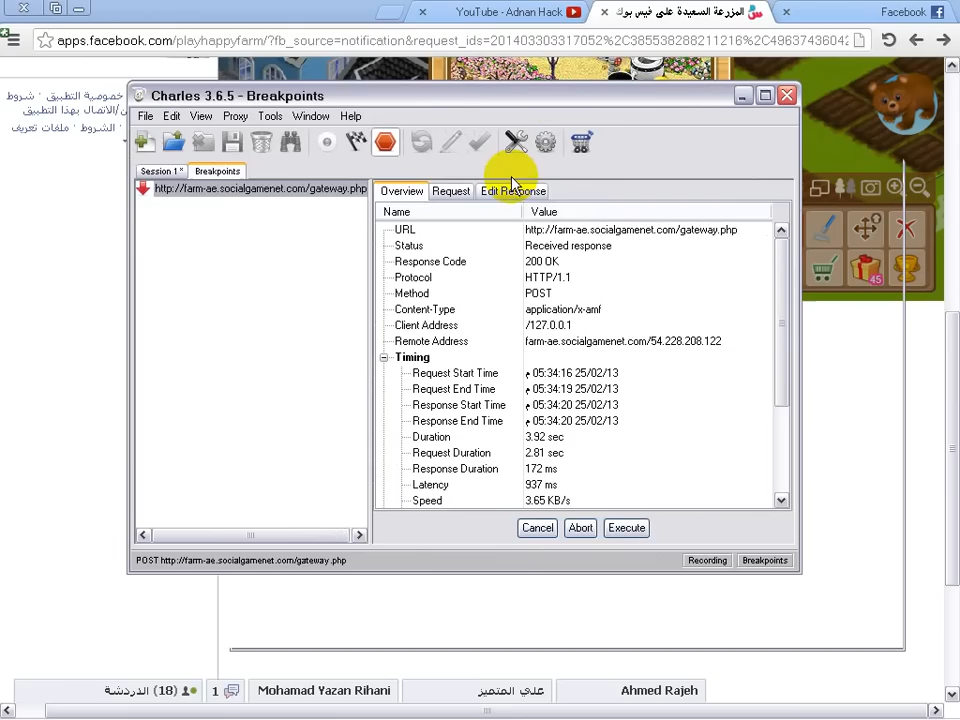 YouTube - Adnan Hack
المزرعة السعيدة على فيس بوك
Facebook
apps.facebook.com/playhappyfarm/?fb_source=notification&request_ids=201403303317052%2C385538288211216%2C49637436042
خصوصية التطبيق · شروط
الاتصال بهذا التطبيق
الشروط · ملفات تعريف
Charles 3.6.5 - Breakpoints
File Edit View Proxy Tools Window Help
Session 1 * Breakpoints
http://farm-ae.socialgamenet.com/gateway.php
Overview Request Edit Response
Name Value
URL http://farm-ae.socialgamenet.com/gateway.php
Status Received response
Response Code 200 OK
Protocol HTTP/1.1
Method POST
Content-Type application/x-amf
Client Address /127.0.0.1
Remote Address farm-ae.socialgamenet.com/54.228.208.122
Timing
Request Start Time م 05:34:16 25/02/13
Request End Time م 05:34:19 25/02/13
Response Start Time م 05:34:20 25/02/13
Response End Time م 05:34:20 25/02/13
Duration 3.92 sec
Request Duration 2.81 sec
Response Duration 172 ms
Latency 937 ms
Speed 3.65 KB/s
Cancel Abort Execute
POST http://farm-ae.socialgamenet.com/gateway.php
Recording Breakpoints
45
الدردشة (18)
1
Mohamad Yazan Rihani
علي المتميز
Ahmed Rajeh